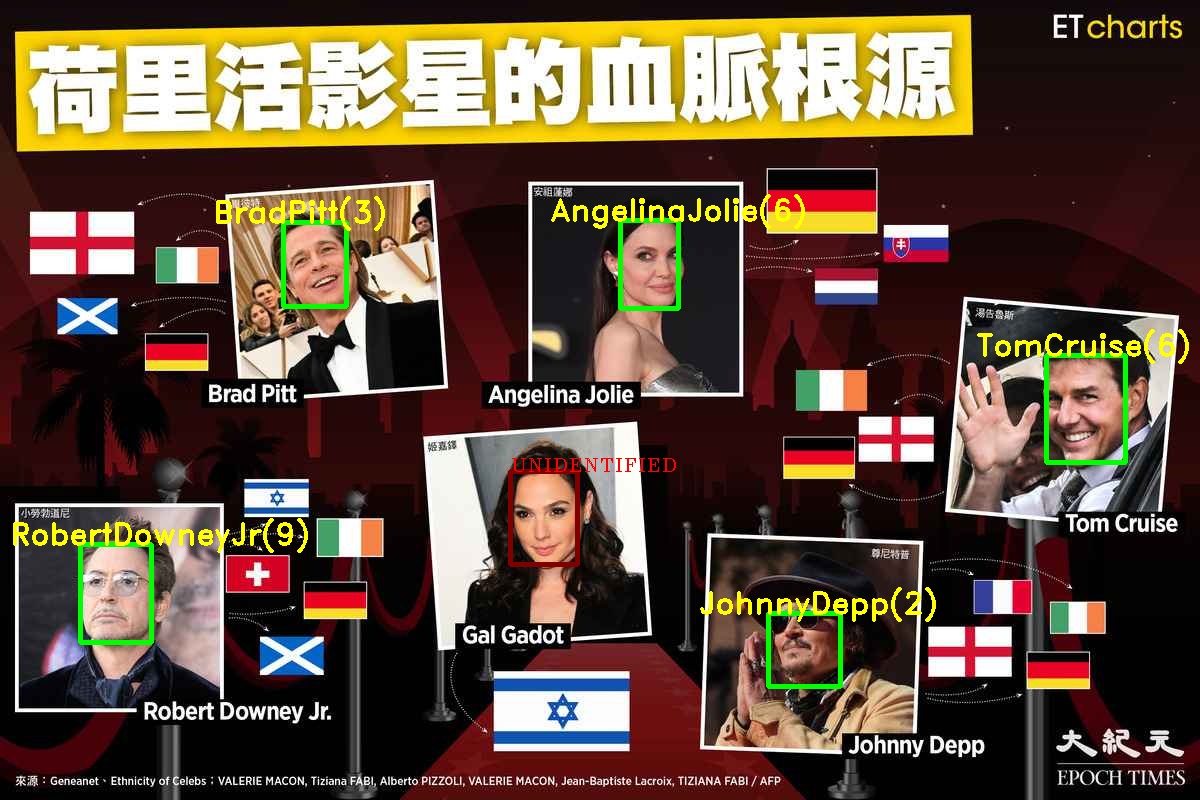 ETcharts
荷里活影星的血脈根源
BradPitt(3)
Brad Pitt
安祖蓮娜
AngelinaJolie(6)
Angelina Jolie
湯告魯斯
TomCruise(6)
Tom Cruise
小勞勃道尼
RobertDowneyJr(9)
Robert Downey Jr.
姬嘉鐸
UNIDENTIFIED
Gal Gadot
尊尼特普
JohnnyDepp(2)
Johnny Depp
大紀元
EPOCH TIMES
來源：Geneanet、Ethnicity of Celebs：VALERIE MACON, Tiziana FABI, Alberto PIZZOLI, VALERIE MACON, Jean-Baptiste Lacroix, TIZIANA FABI / AFP